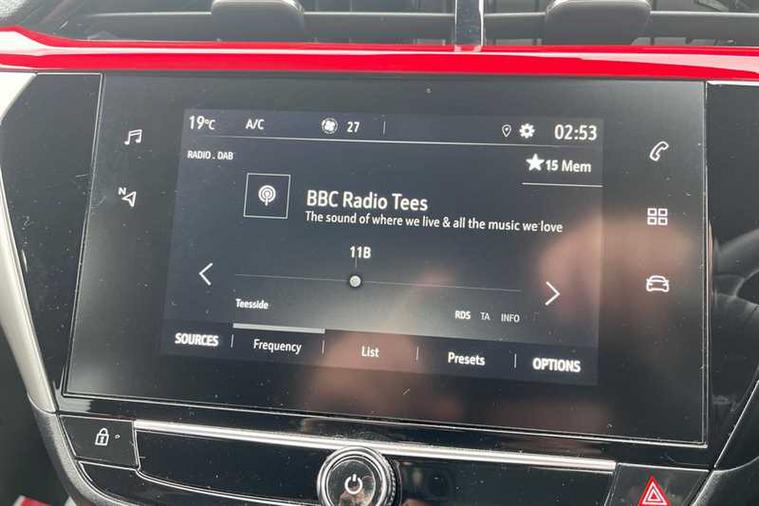 19°C A/C 27 02:53
RADIO . DAB
15 Mem
N
BBC Radio Tees
The sound of where we live & all the music we love
11B
Teesside
RDS TA INFO
SOURCES Frequency List Presets OPTIONS